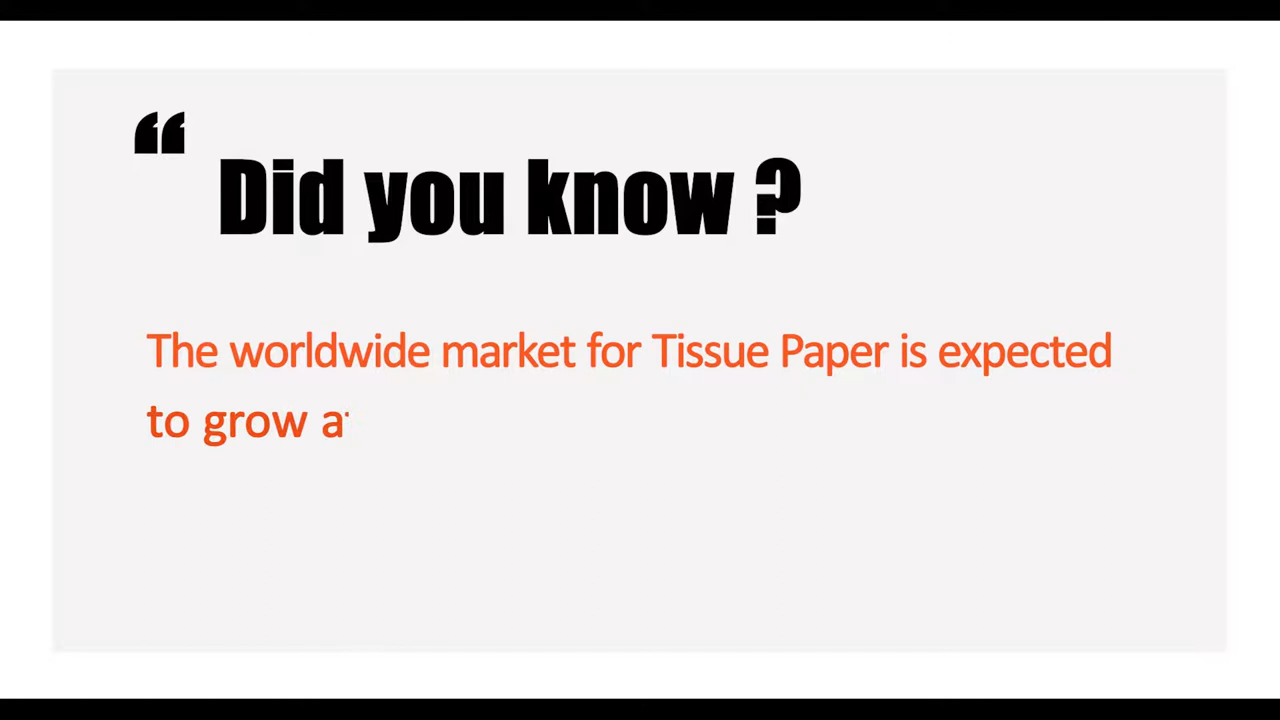 “
Did you know ?
The worldwide market for Tissue Paper is expected
to grow a